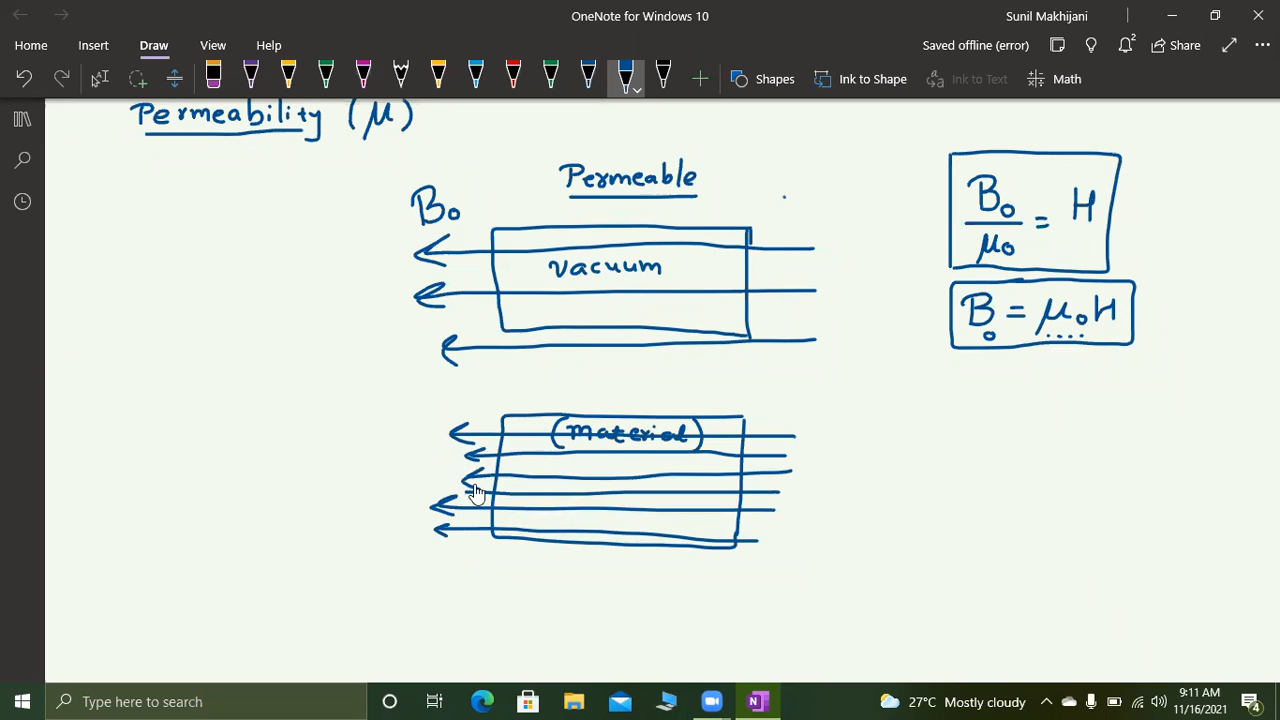 OneNote for Windows 10
Sunil Makhijani
Home Insert Draw View Help
Saved offline (error) Share
Shapes Ink to Shape Ink to Text Math
Permeability (μ)
Permeable
B₀
vacuum
B₀/μ₀ = H
B₀ = μ₀H
(material)
Type here to search
27°C Mostly cloudy
9:11 AM
11/16/2021
4